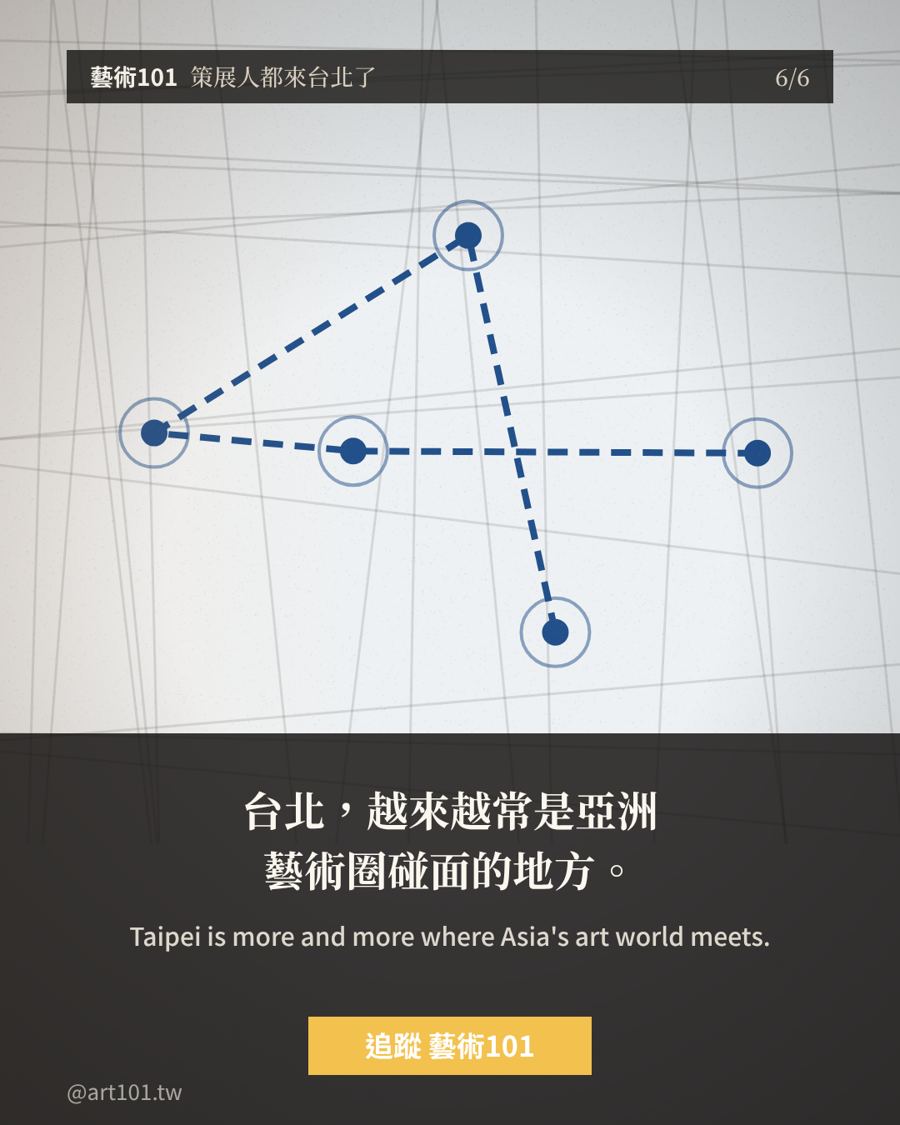 藝術101 策展人都來台北了 6/6
台北，越來越常是亞洲
藝術圈碰面的地方。
Taipei is more and more where Asia's art world meets.
追蹤 藝術101
@art101.tw